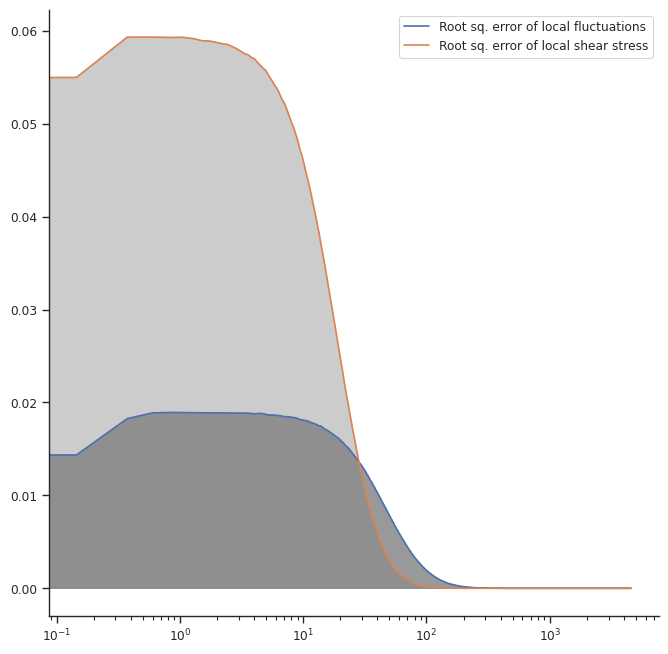 Root sq. error of local fluctuations
Root sq. error of local shear stress
0.06
0.05
0.04
0.03
0.02
0.01
0.00
10⁻¹ 10⁰ 10¹ 10² 10³